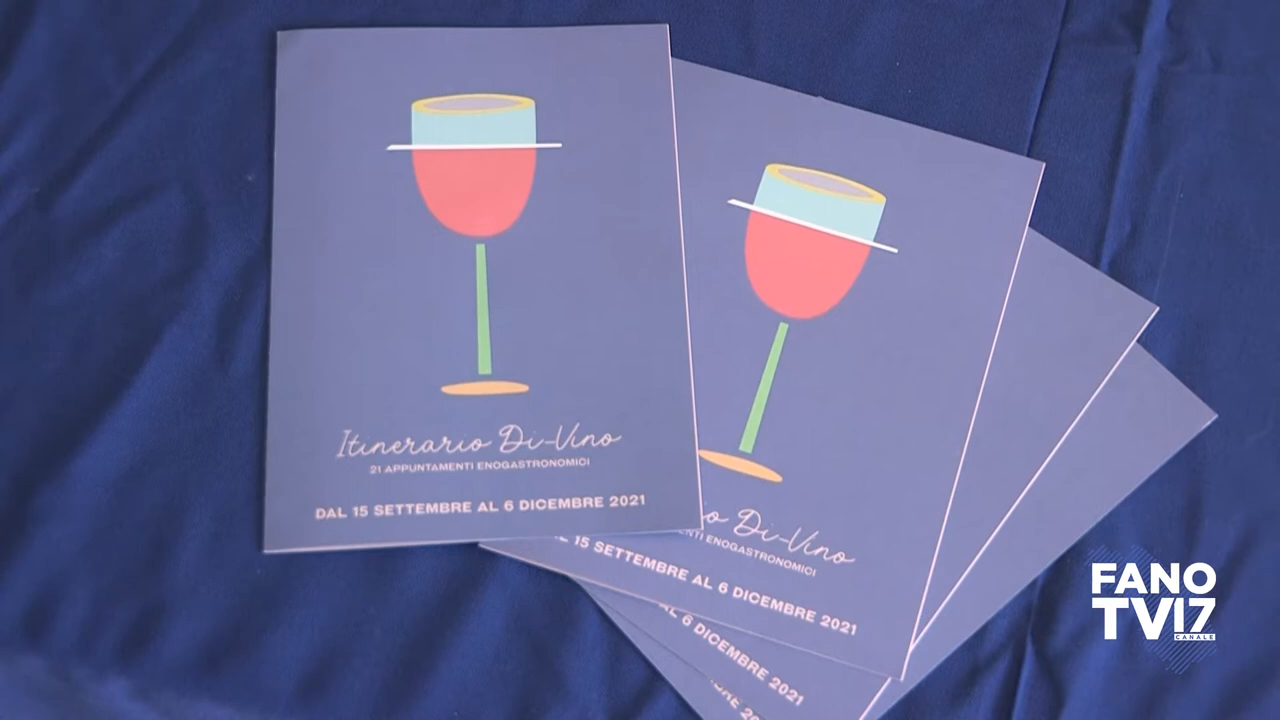 Itinerario Di-Vino
21 APPUNTAMENTI ENOGASTRONOMICI
DAL 15 SETTEMBRE AL 6 DICEMBRE 2021
o Di-Vino
ENOGASTRONOMICI
15 SETTEMBRE AL 6 DICEMBRE 2021
AL 6 DICEMBRE 2021
FANO
TV17
CANALE